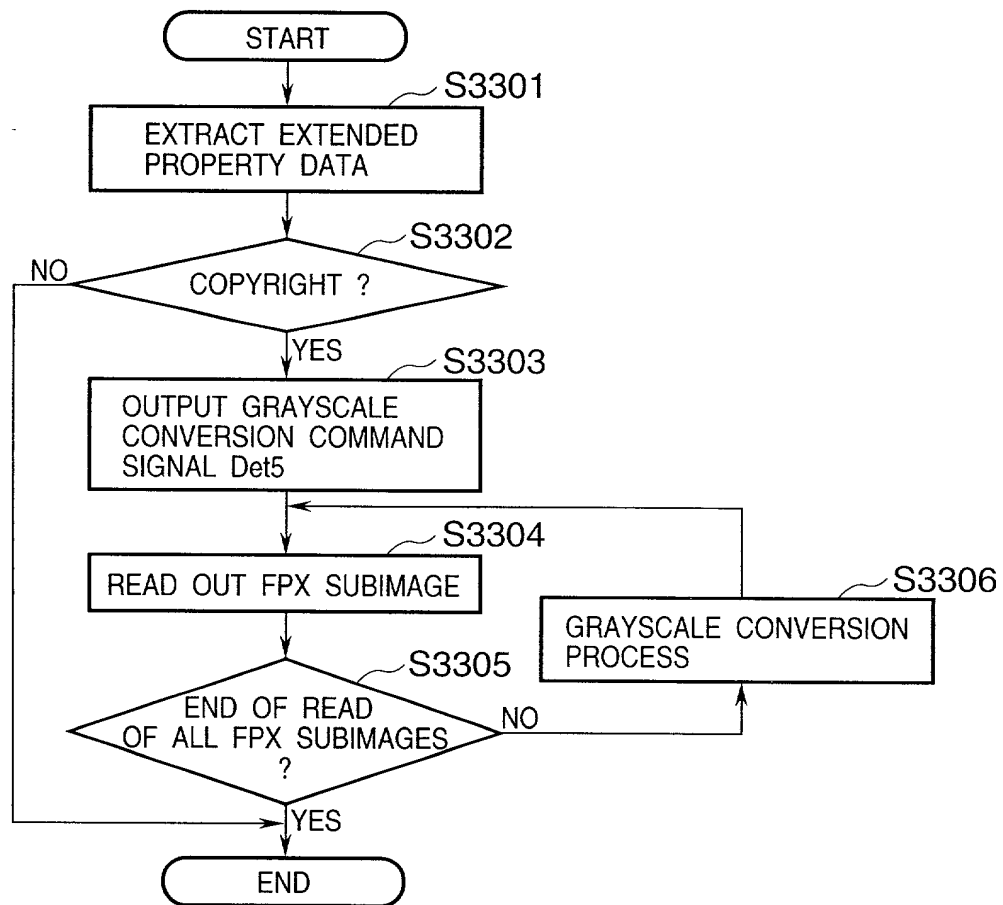 START
S3301
EXTRACT EXTENDED
PROPERTY DATA
S3302
NO
COPYRIGHT ?
YES
S3303
OUTPUT GRAYSCALE
CONVERSION COMMAND
SIGNAL Det5
S3304
READ OUT FPX SUBIMAGE
S3306
GRAYSCALE CONVERSION
PROCESS
S3305
END OF READ
OF ALL FPX SUBIMAGES
?
NO
YES
END